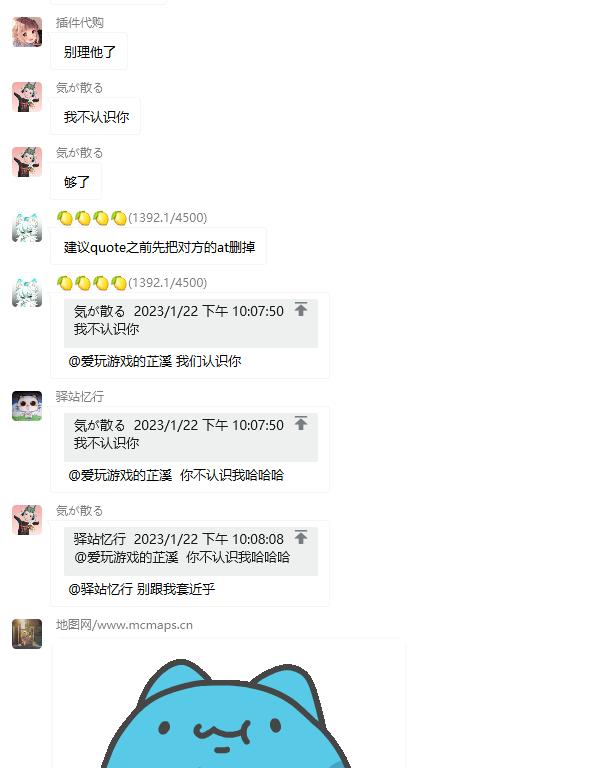 插件代购
别理他了
気が散る
我不认识你
気が散る
够了
🍋🍋🍋🍋(1392.1/4500)
建议quote之前先把对方的at删掉
🍋🍋🍋🍋(1392.1/4500)
気が散る 2023/1/22 下午 10:07:50
我不认识你
@爱玩游戏的芷溪 我们认识你
驿站忆行
気が散る 2023/1/22 下午 10:07:50
我不认识你
@爱玩游戏的芷溪 你不认识我哈哈哈
気が散る
驿站忆行 2023/1/22 下午 10:08:08
@爱玩游戏的芷溪 你不认识我哈哈哈
@驿站忆行 别跟我套近乎
地图网/www.mcmaps.cn